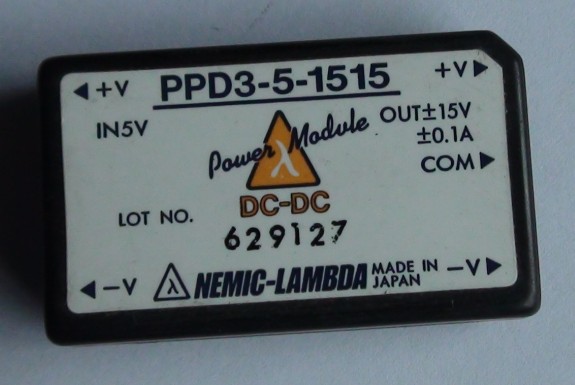 ◀+V PPD3-5-1515 +V▶
IN5V OUT±15V
±0.1A
Power λ Module
COM▶
DC-DC
LOT NO. 629127
◀−V λ NEMIC-LAMBDA MADE IN JAPAN −V▶